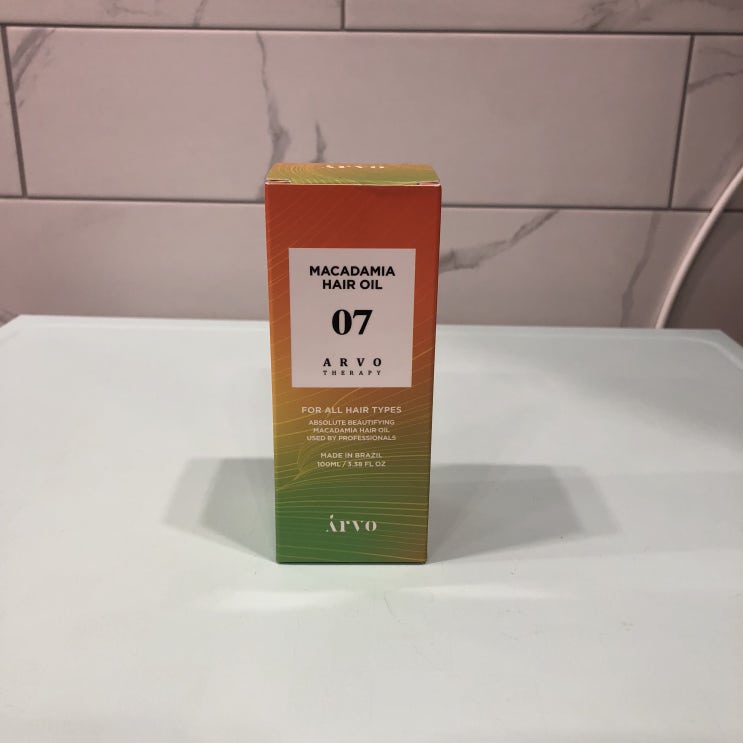 ARVO
MACADAMIA
HAIR OIL
07
ARVO
THERAPY
FOR ALL HAIR TYPES
ABSOLUTE BEAUTIFYING
MACADAMIA HAIR OIL
USED BY PROFESSIONALS
MADE IN BRAZIL
100ML / 3.38 FL OZ
árvo